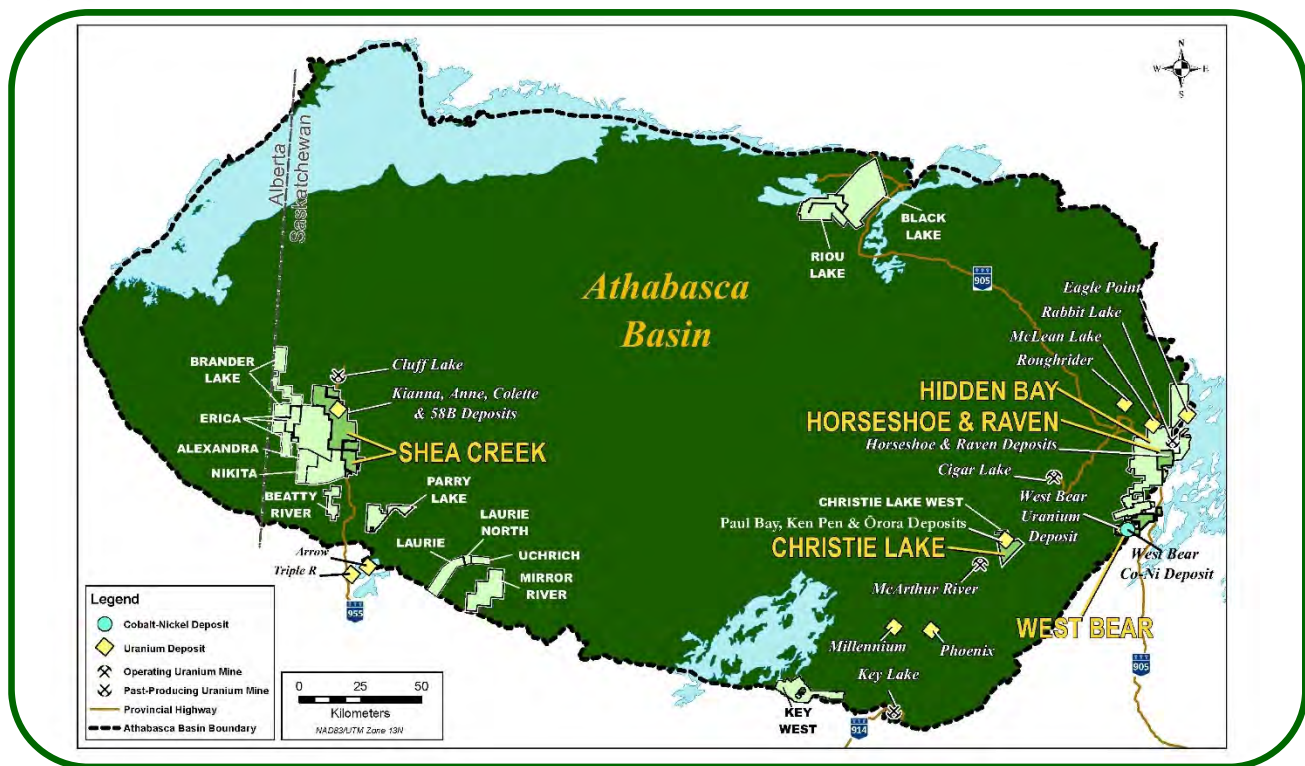 N
W E
S
Alberta
Saskatchewan
BLACK
LAKE
RIOU
LAKE
905
Athabasca
Basin
Eagle Point
Rabbit Lake
McLean Lake
Roughrider
BRANDER
LAKE
Cluff Lake
Kianna, Anne, Colette
& 58B Deposits
ERICA
ALEXANDRA
SHEA CREEK
NIKITA
BEATTY
RIVER
PARRY
LAKE
HIDDEN BAY
HORSESHOE & RAVEN
Horseshoe & Raven Deposits
Cigar Lake
CHRISTIE LAKE WEST
West Bear
Uranium
Deposit
Paul Bay, Ken Pen & Ōrora Deposits
CHRISTIE LAKE
West Bear
Co-Ni Deposit
LAURIE
NORTH
LAURIE
UCHRICH
MIRROR
RIVER
Arrow
Triple R
955
McArthur River
WEST BEAR
Millennium
Phoenix
Key Lake
905
KEY
WEST
914
Legend
Cobalt-Nickel Deposit
Uranium Deposit
Operating Uranium Mine
Past-Producing Uranium Mine
Provincial Highway
Athabasca Basin Boundary
0 25 50
Kilometers
NAD83/UTM Zone 13N